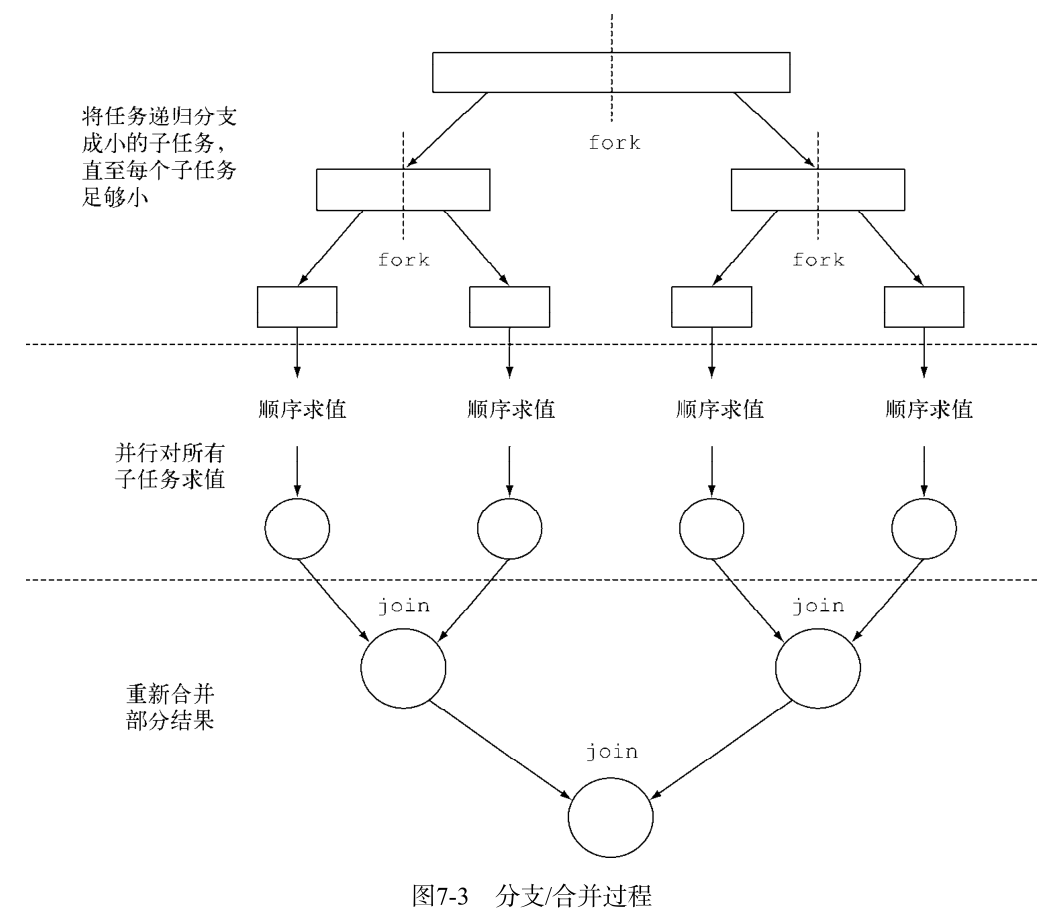 fork
将任务递归分支
成小的子任务，
直至每个子任务
足够小
fork
fork
顺序求值
顺序求值
顺序求值
顺序求值
并行对所有
子任务求值
join
join
重新合并
部分结果
join
图7-3 分支/合并过程